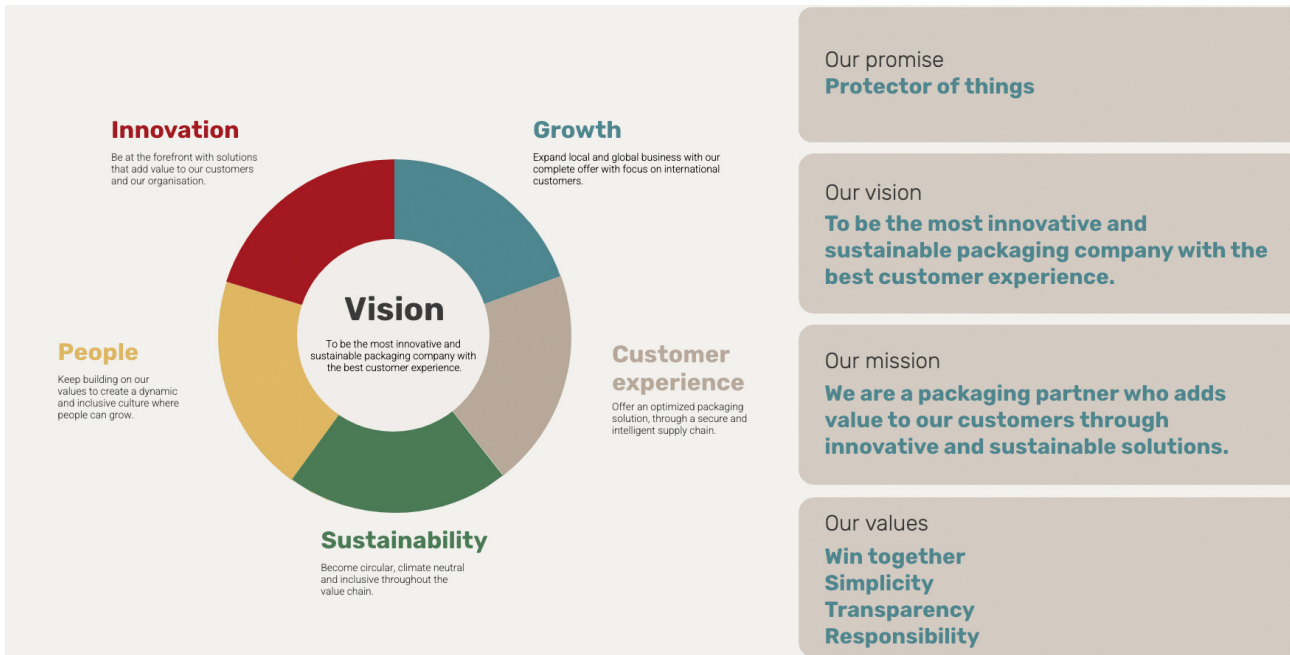 Innovation
Be at the forefront with solutions
that add value to our customers
and our organisation.
Growth
Expand local and global business with our
complete offer with focus on international
customers.
Vision
To be the most innovative and
sustainable packaging company with
the best customer experience.
People
Keep building on our
values to create a dynamic
and inclusive culture where
people can grow.
Customer
experience
Offer an optimized packaging
solution, through a secure and
intelligent supply chain.
Sustainability
Become circular, climate neutral
and inclusive throughout the
value chain.
Our promise
Protector of things
Our vision
To be the most innovative and
sustainable packaging company with the
best customer experience.
Our mission
We are a packaging partner who adds
value to our customers through
innovative and sustainable solutions.
Our values
Win together
Simplicity
Transparency
Responsibility